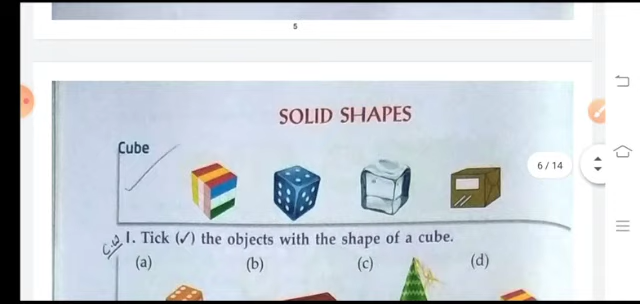 5
SOLID SHAPES
Cube
6 / 14
C.W
1. Tick (✓) the objects with the shape of a cube.
(a) (b) (c) (d)